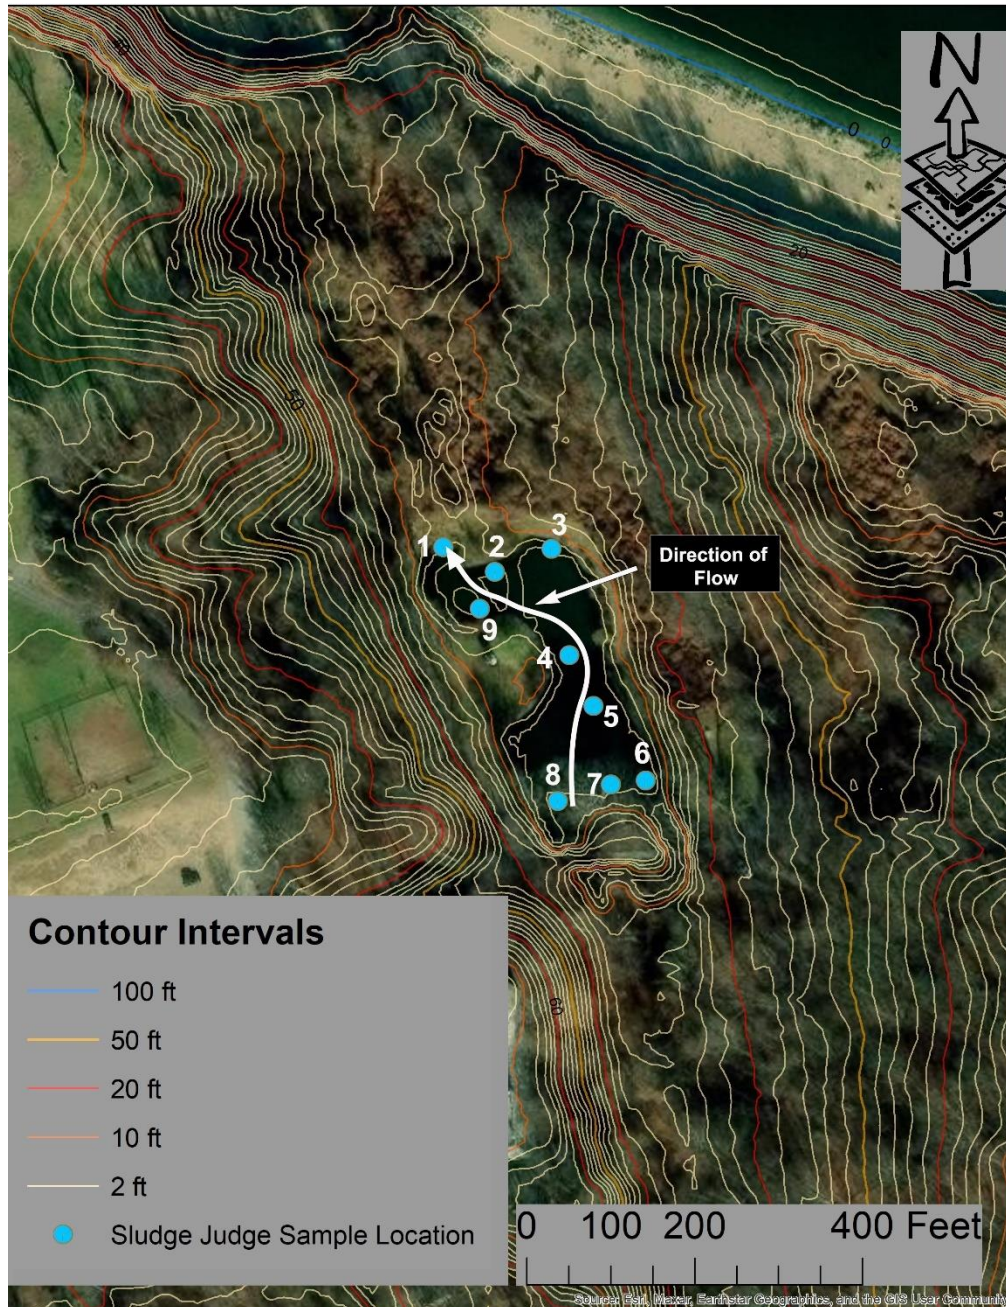 N
0
0
20
50
1
2
3
Direction of
Flow
9
4
5
6
7
8
60
Contour Intervals
100 ft
50 ft
20 ft
10 ft
2 ft
Sludge Judge Sample Location
0 100 200 400 Feet
Source: Esri, Maxar, Earthstar Geographics, and the GIS User Community